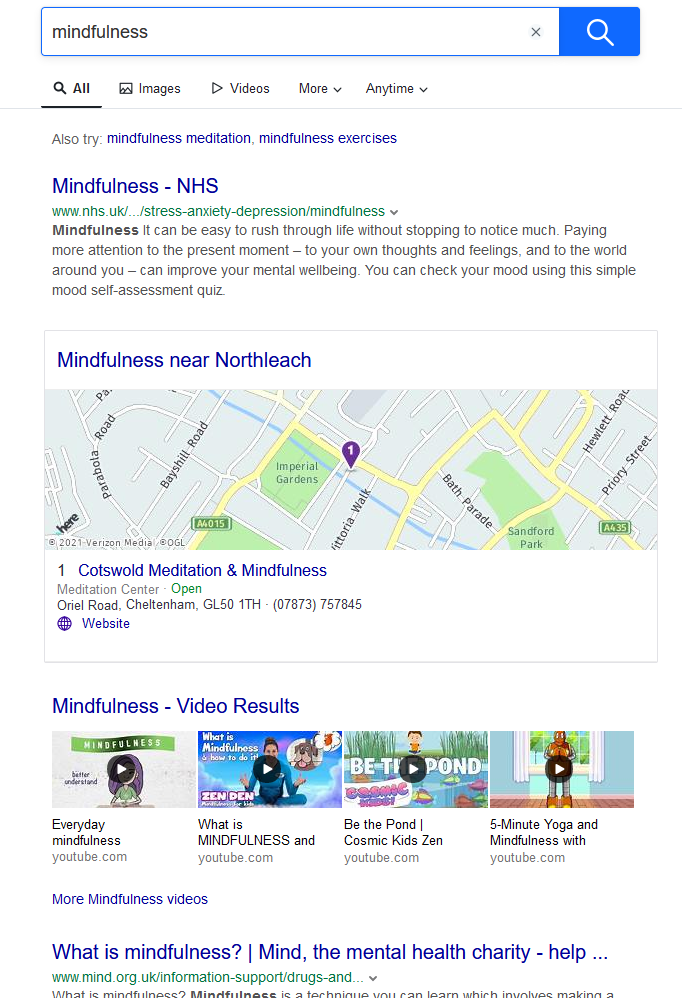 mindfulness
All Images Videos More Anytime
Also try: mindfulness meditation, mindfulness exercises
Mindfulness - NHS
www.nhs.uk/.../stress-anxiety-depression/mindfulness
Mindfulness It can be easy to rush through life without stopping to notice much. Paying
more attention to the present moment – to your own thoughts and feelings, and to the world
around you – can improve your mental wellbeing. You can check your mood using this simple
mood self-assessment quiz.
Mindfulness near Northleach
Parabola Road
Bayshill Road
Hewlett Road
Priory Street
1
Imperial
Gardens
Bath Parade
Vittoria Walk
A4015
Sandford
Park
A435
here
© 2021 Verizon Media ©OGL
1 Cotswold Meditation & Mindfulness
Meditation Center · Open
Oriel Road, Cheltenham, GL50 1TH · (07873) 757845
Website
Mindfulness - Video Results
MINDFULNESS
better
understand
What is
Mindfulness
& how to do it
ZEN DEN
Mindfulness for kids
BE THE POND
COSMIC
KIDS!
Everyday
mindfulness
youtube.com
What is
MINDFULNESS and
youtube.com
Be the Pond |
Cosmic Kids Zen
youtube.com
5-Minute Yoga and
Mindfulness with
youtube.com
More Mindfulness videos
What is mindfulness? | Mind, the mental health charity - help ...
www.mind.org.uk/information-support/drugs-and...
What is mindfulness? Mindfulness is a technique you can learn which involves making a